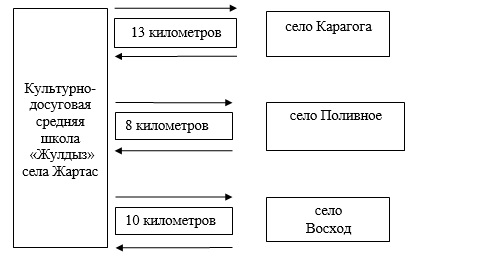 13 километров
село Карагога
Культурно-
досуговая
средняя
школа
«Жулдыз»
села Жартас
8 километров
село Поливное
10 километров
село
Восход